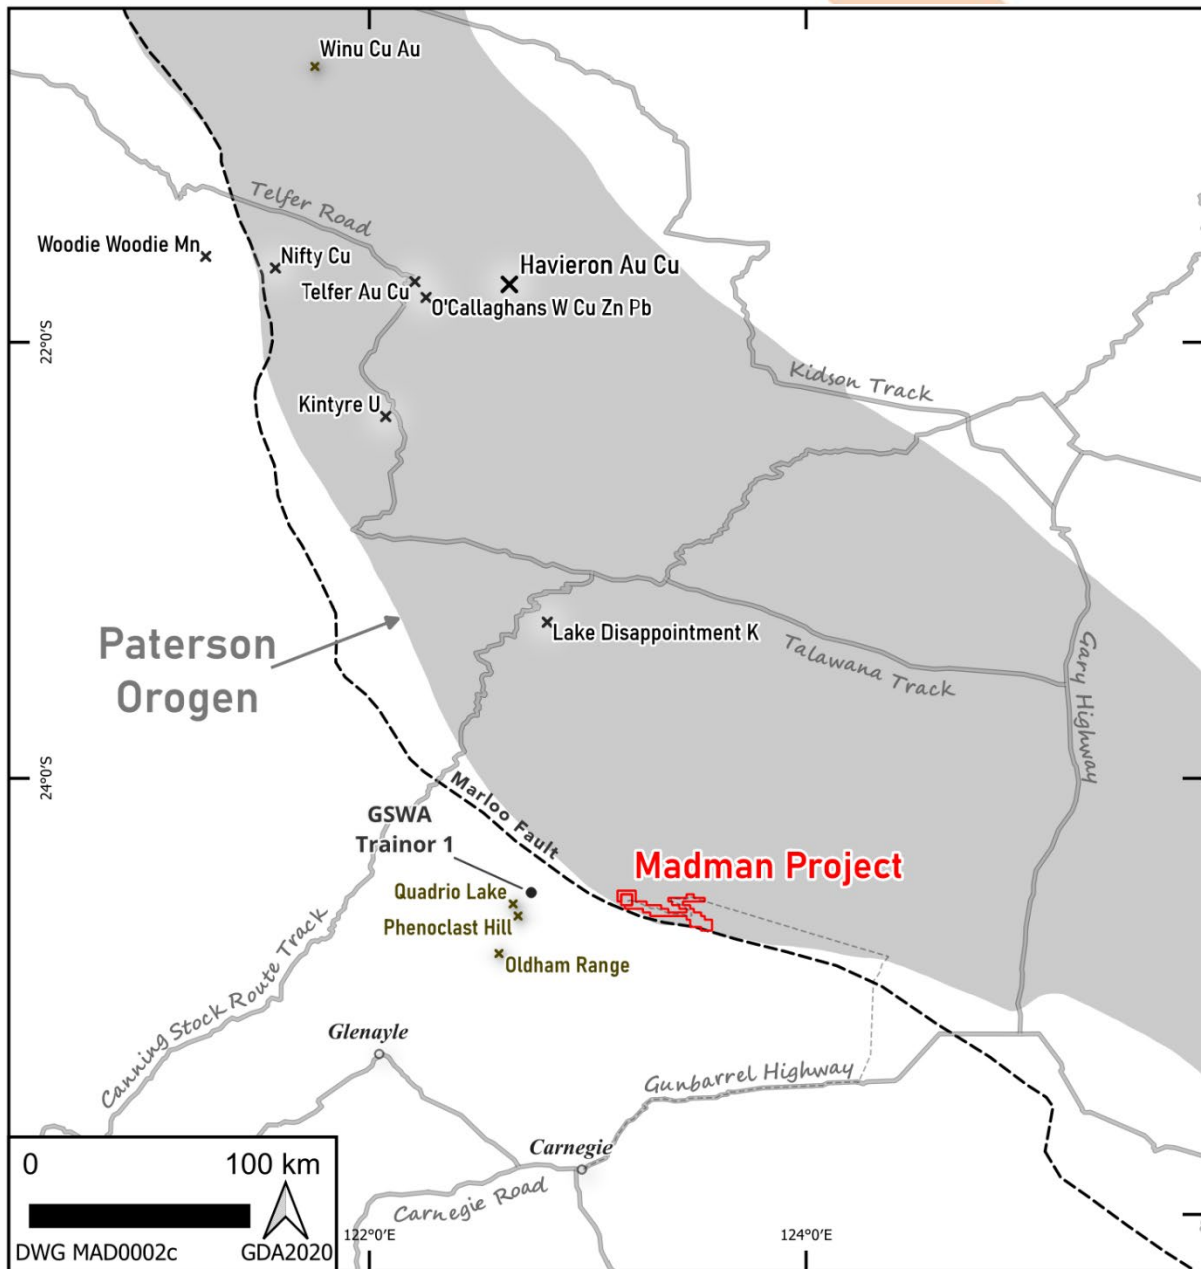 Winu Cu Au
Telfer Road
Woodie Woodie Mn
Nifty Cu
Havieron Au Cu
Telfer Au Cu
O'Callaghans W Cu Zn Pb
22°0'S
Kidson Track
Kintyre U
Paterson
Orogen
Lake Disappointment K
Talawana Track
Gary Highway
24°0'S
Marloo Fault
GSWA
Trainor 1
Madman Project
Quadrio Lake
Phenoclast Hill
Oldham Range
Canning Stock Route Track
Glenayle
Gunbarrel Highway
Carnegie
Carnegie Road
0 100 km
DWG MAD0002c GDA2020
122°0'E
124°0'E